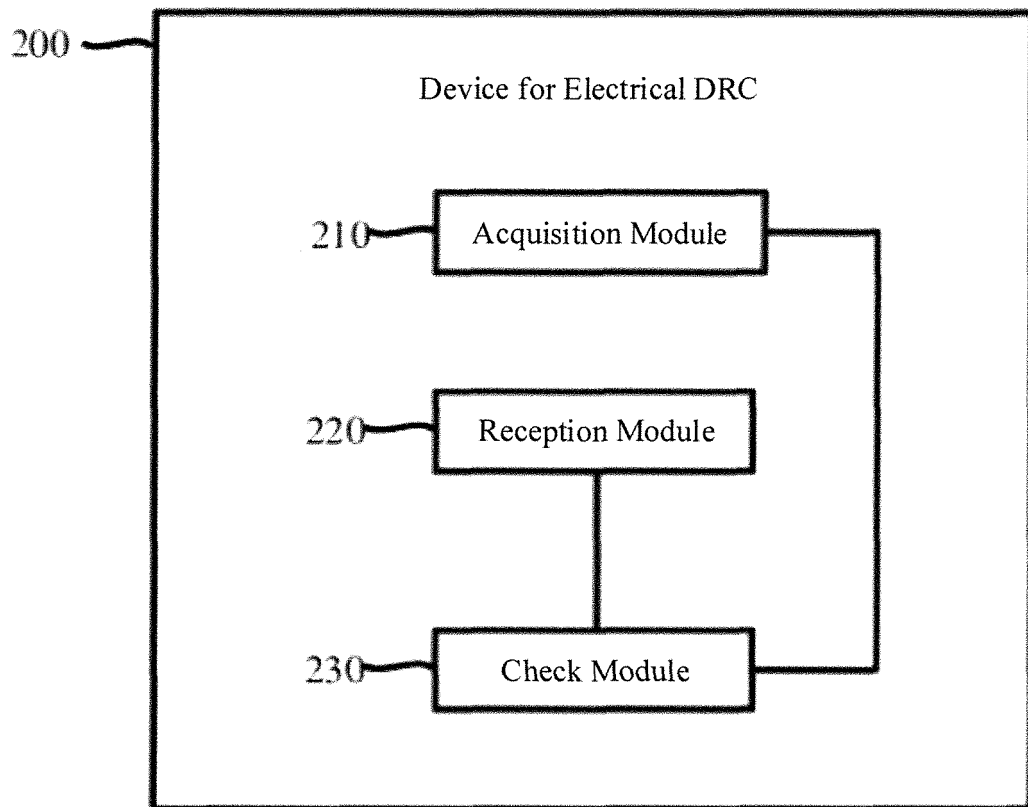 200
Device for Electrical DRC
210
Acquisition Module
220
Reception Module
230
Check Module